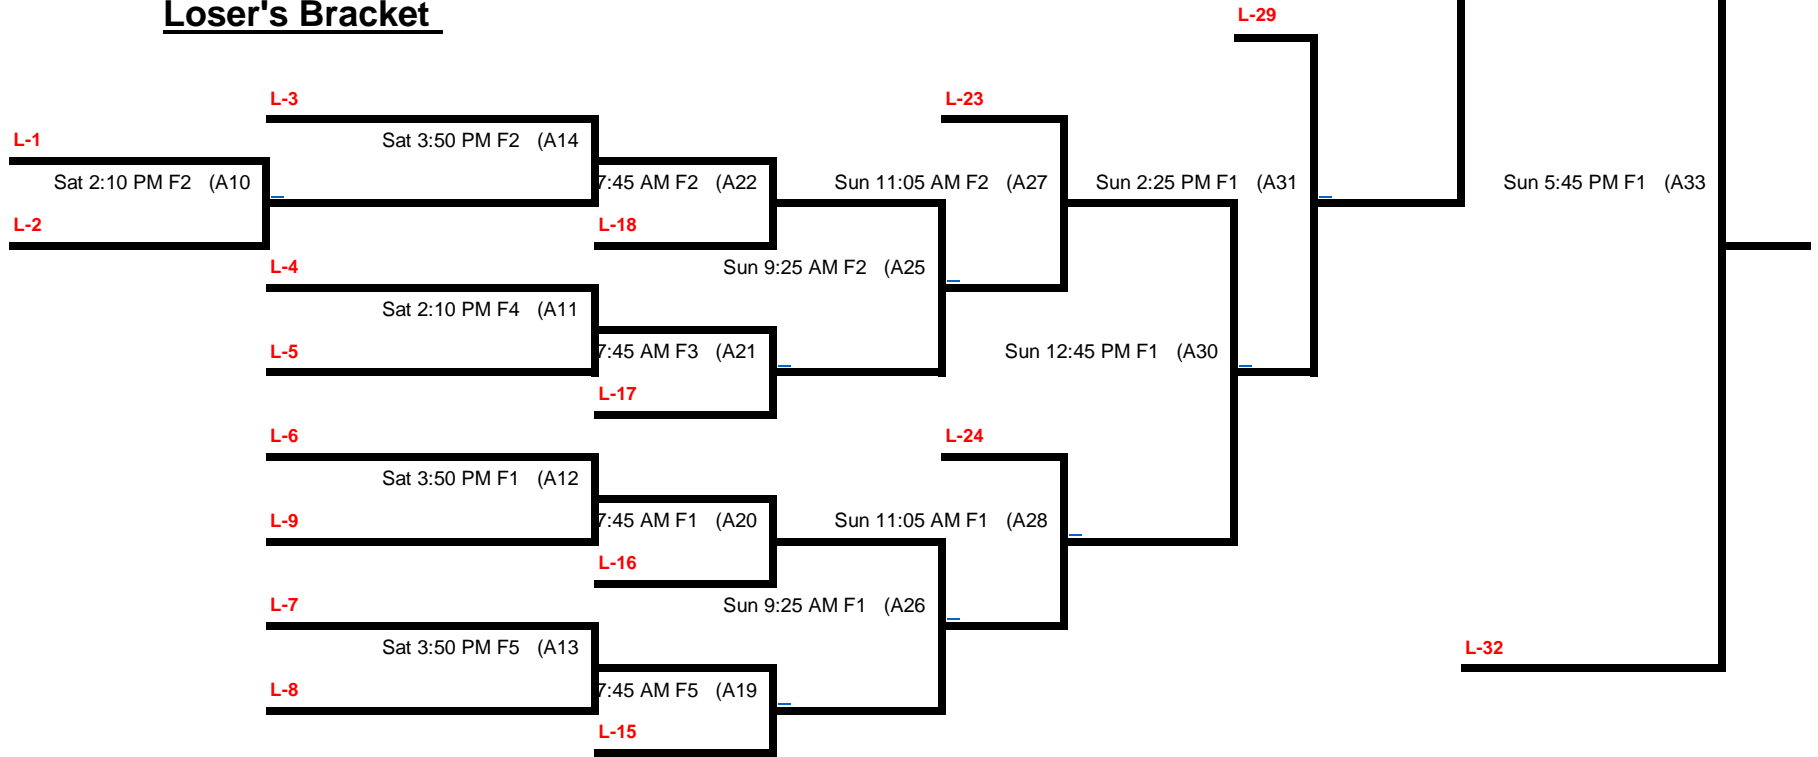 Loser's Bracket
L-29
L-3
L-23
L-1
Sat 3:50 PM F2 (A14
Sat 2:10 PM F2 (A10
7:45 AM F2 (A22
Sun 11:05 AM F2 (A27
Sun 2:25 PM F1 (A31
Sun 5:45 PM F1 (A33
L-2
L-18
L-4
Sun 9:25 AM F2 (A25
Sat 2:10 PM F4 (A11
L-5
7:45 AM F3 (A21
Sun 12:45 PM F1 (A30
L-17
L-6
L-24
Sat 3:50 PM F1 (A12
L-9
7:45 AM F1 (A20
Sun 11:05 AM F1 (A28
L-16
L-7
Sun 9:25 AM F1 (A26
Sat 3:50 PM F5 (A13
L-32
L-8
7:45 AM F5 (A19
L-15